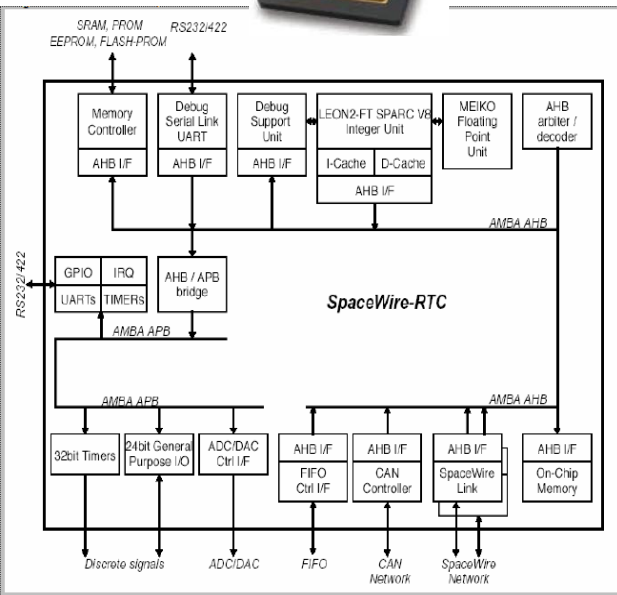 SRAM, PROM
EEPROM, FLASH-PROM
RS232/422
Memory
Controller
AHB I/F
Debug
Serial Link
UART
AHB I/F
Debug
Support
Unit
AHB I/F
LEON2-FT SPARC V8
Integer Unit
I-Cache
D-Cache
AHB I/F
MEIKO
Floating
Point
Unit
AHB
arbiter /
decoder
AMBA AHB
RS232/422
GPIO
IRQ
UARTs
TIMERs
AHB / APB
bridge
SpaceWire-RTC
AMBA APB
AMBA APB
AMBA AHB
32bit Timers
24bit General
Purpose I/O
ADC/DAC
Ctrl I/F
AHB I/F
FIFO
Ctrl I/F
AHB I/F
CAN
Controller
AHB I/F
SpaceWire
Link
AHB I/F
On-Chip
Memory
Discrete signals
ADC/DAC
FIFO
CAN
Network
SpaceWire
Network